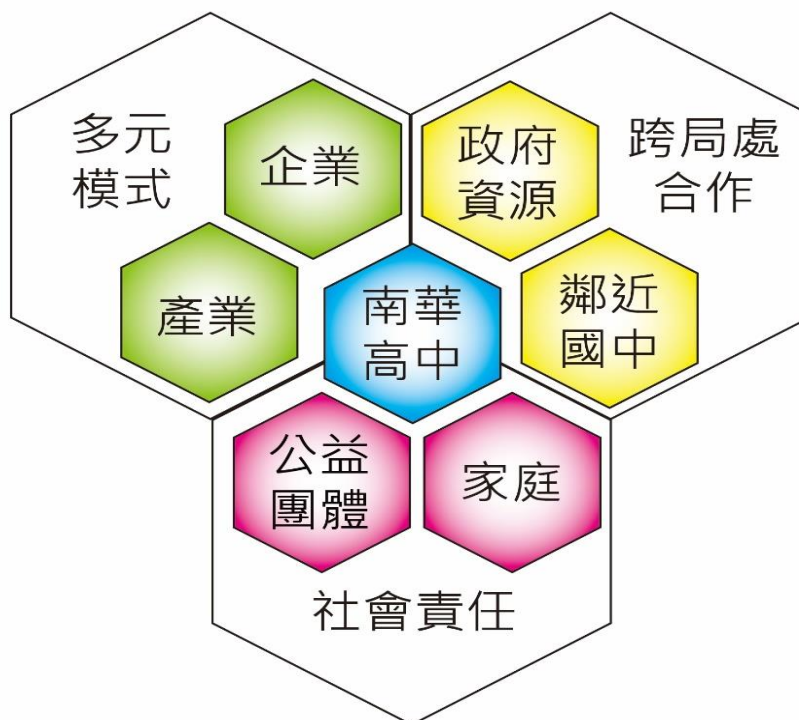 多元
模式
企業
政府
資源
跨局處
合作
產業
南華
高中
鄰近
國中
公益
團體
家庭
社會責任